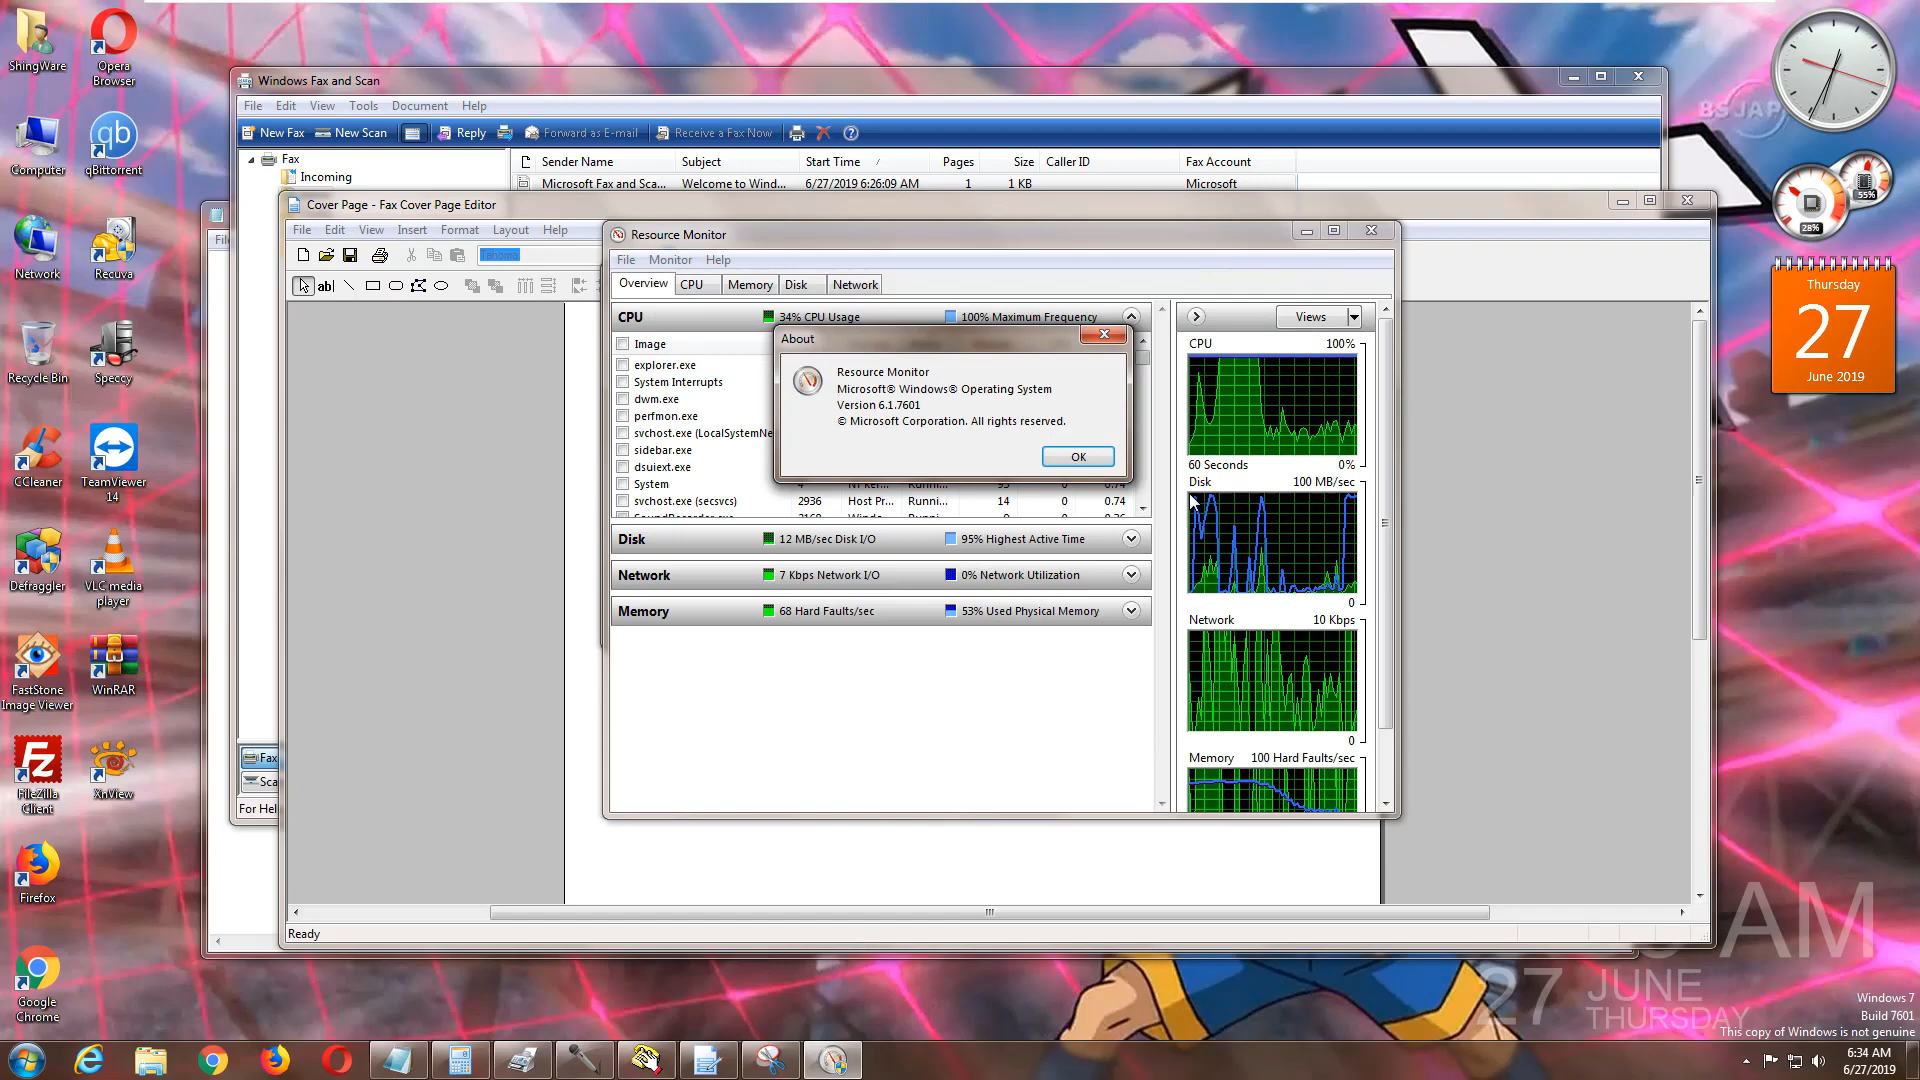 ShingWare
Opera
Browser
Computer
qBittorrent
Network
Recuva
Recycle Bin
Speccy
CCleaner
TeamViewer
14
Defraggler
VLC media
player
FastStone
Image Viewer
WinRAR
FileZilla
Client
XnView
Firefox
Google
Chrome
Windows Fax and Scan
File Edit View Tools Document Help
New Fax New Scan Reply Forward as E-mail Receive a Fax Now
Fax
Incoming
Sender Name Subject Start Time Pages Size Caller ID Fax Account
Microsoft Fax and Sca... Welcome to Wind... 6/27/2019 6:26:09 AM 1 1 KB Microsoft
Fax
Sca
For Hel
Cover Page - Fax Cover Page Editor
File Edit View Insert Format Layout Help
Tahoma
ab|
Ready
Resource Monitor
File Monitor Help
Overview CPU Memory Disk Network
CPU 34% CPU Usage 100% Maximum Frequency
Image
explorer.exe
System Interrupts
dwm.exe
perfmon.exe
svchost.exe (LocalSystemNe
sidebar.exe
dsuiext.exe
System
svchost.exe (secsvcs) 2936 Host Pr... Runni... 14 0 0.74
Disk 12 MB/sec Disk I/O 95% Highest Active Time
Network 7 Kbps Network I/O 0% Network Utilization
Memory 68 Hard Faults/sec 53% Used Physical Memory
Views
CPU 100%
60 Seconds 0%
Disk 100 MB/sec
0
Network 10 Kbps
0
Memory 100 Hard Faults/sec
About
Resource Monitor
Microsoft® Windows® Operating System
Version 6.1.7601
© Microsoft Corporation. All rights reserved.
OK
BS JAP
55%
28%
Thursday
27
June 2019
AM
27 JUNE
THURSDAY
Windows 7
Build 7601
This copy of Windows is not genuine
6:34 AM
6/27/2019